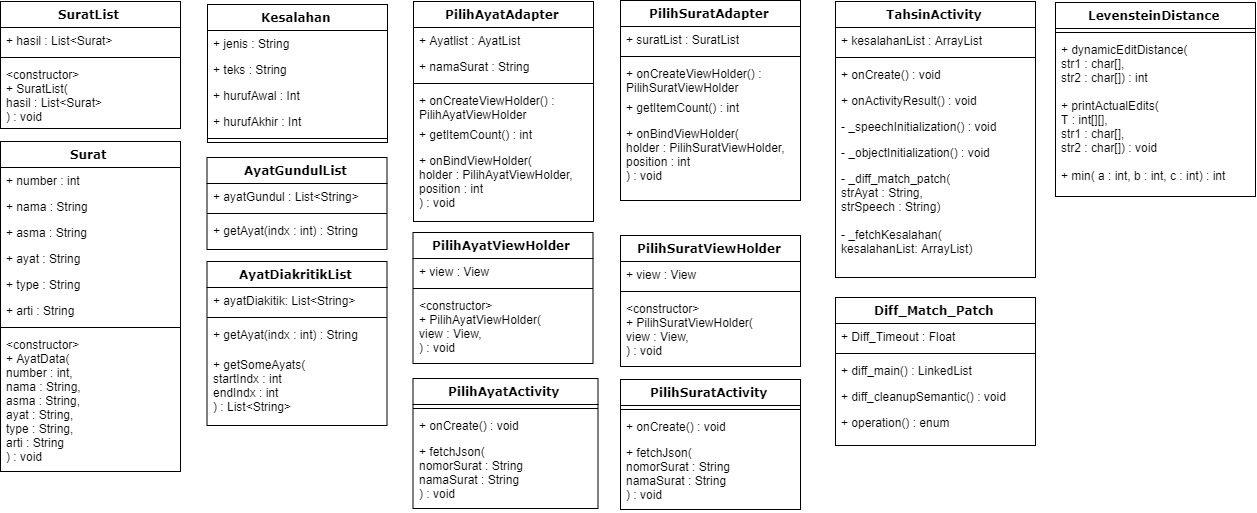 SuratList
+ hasil : List<Surat>
<constructor>
+ SuratList(
hasil : List<Surat>
) : void
Surat
+ number : int
+ nama : String
+ asma : String
+ ayat : String
+ type : String
+ arti : String
<constructor>
+ AyatData(
number : int,
nama : String,
asma : String,
ayat : String,
type : String,
arti : String
) : void
Kesalahan
+ jenis : String
+ teks : String
+ hurufAwal : Int
+ hurufAkhir : Int
AyatGundulList
+ ayatGundul : List<String>
+ getAyat(indx : int) : String
AyatDiakritikList
+ ayatDiakitik: List<String>
+ getAyat(indx : int) : String
+ getSomeAyats(
startIndx : int
endIndx : int
) : List<String>
PilihAyatAdapter
+ Ayatlist : AyatList
+ namaSurat : String
+ onCreateViewHolder() :
PilihAyatViewHolder
+ getItemCount() : int
+ onBindViewHolder(
holder : PilihAyatViewHolder,
position : int
) : void
PilihAyatViewHolder
+ view : View
<constructor>
+ PilihAyatViewHolder(
view : View,
) : void
PilihAyatActivity
+ onCreate() : void
+ fetchJson(
nomorSurat : String
namaSurat : String
) : void
PilihSuratAdapter
+ suratList : SuratList
+ onCreateViewHolder() :
PilihSuratViewHolder
+ getItemCount() : int
+ onBindViewHolder(
holder : PilihSuratViewHolder,
position : int
) : void
PilihSuratViewHolder
+ view : View
<constructor>
+ PilihSuratViewHolder(
view : View,
) : void
PilihSuratActivity
+ onCreate() : void
+ fetchJson(
nomorSurat : String
namaSurat : String
) : void
TahsinActivity
+ kesalahanList : ArrayList
+ onCreate() : void
+ onActivityResult() : void
- _speechInitialization() : void
- _objectInitialization() : void
- _diff_match_patch(
strAyat : String,
strSpeech : String)
- _fetchKesalahan(
kesalahanList: ArrayList)
Diff_Match_Patch
+ Diff_Timeout : Float
+ diff_main() : LinkedList
+ diff_cleanupSemantic() : void
+ operation() : enum
LevensteinDistance
+ dynamicEditDistance(
str1 : char[],
str2 : char[]) : int
+ printActualEdits(
T : int[][],
str1 : char[],
str2 : char[]) : void
+ min( a : int, b : int, c : int) : int